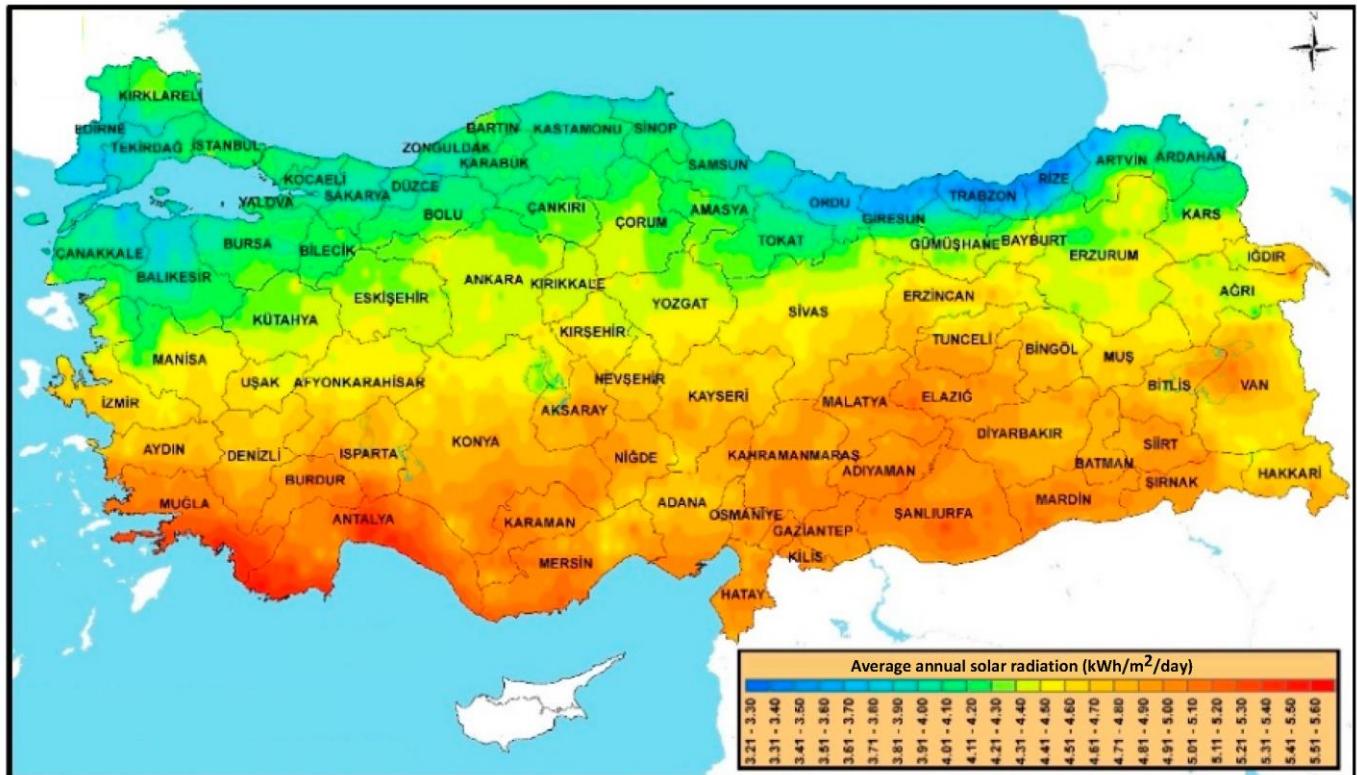 N
KIRKLARELİ
EDİRNE
TEKİRDAĞ
İSTANBUL
KOCAELİ
YALOVA
SAKARYA
DÜZCE
ZONGULDAK
BARTIN
KARABÜK
KASTAMONU
SİNOP
SAMSUN
ORDU
GİRESUN
TRABZON
RİZE
ARTVİN
ARDAHAN
KARS
ÇANAKKALE
BALIKESİR
BURSA
BİLECİK
BOLU
ÇANKIRI
ÇORUM
AMASYA
TOKAT
GÜMÜŞHANE
BAYBURT
ERZURUM
IĞDIR
AĞRI
KÜTAHYA
ESKİŞEHİR
ANKARA
KIRIKKALE
YOZGAT
SİVAS
ERZİNCAN
TUNCELİ
BİNGÖL
MUŞ
BİTLİS
VAN
MANİSA
UŞAK
AFYONKARAHİSAR
KIRŞEHİR
NEVŞEHİR
KAYSERİ
MALATYA
ELAZIĞ
İZMİR
AKSARAY
AYDIN
DENİZLİ
ISPARTA
KONYA
NİĞDE
KAHRAMANMARAŞ
ADIYAMAN
DİYARBAKIR
BATMAN
SİİRT
ŞIRNAK
HAKKARİ
MUĞLA
BURDUR
ANTALYA
KARAMAN
MERSİN
ADANA
OSMANİYE
GAZİANTEP
KİLİS
ŞANLIURFA
MARDİN
HATAY
Average annual solar radiation (kWh/m²/day)
3.21 - 3.30
3.31 - 3.40
3.41 - 3.50
3.51 - 3.60
3.61 - 3.70
3.71 - 3.80
3.81 - 3.90
3.91 - 4.00
4.01 - 4.10
4.11 - 4.20
4.21 - 4.30
4.31 - 4.40
4.41 - 4.50
4.51 - 4.60
4.61 - 4.70
4.71 - 4.80
4.81 - 4.90
4.91 - 5.00
5.01 - 5.10
5.11 - 5.20
5.21 - 5.30
5.31 - 5.40
5.41 - 5.50
5.51 - 5.60